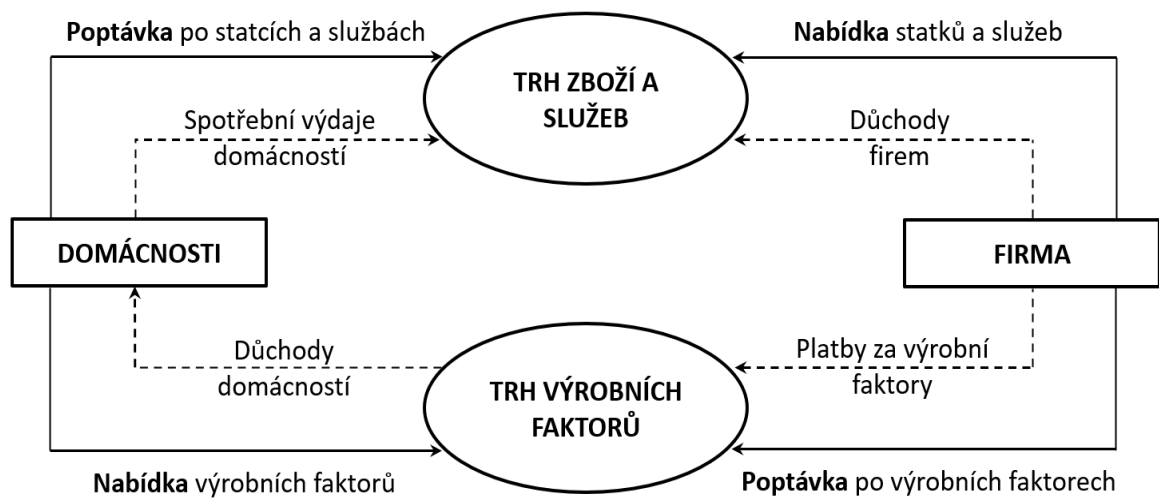 Poptávka po statcích a službách
Nabídka statků a služeb
TRH ZBOŽÍ A
SLUŽEB
Spotřební výdaje
domácností
Důchody
firem
DOMÁCNOSTI
FIRMA
Důchody
domácností
Platby za výrobní
faktory
TRH VÝROBNÍCH
FAKTORŮ
Nabídka výrobních faktorů
Poptávka po výrobních faktorech